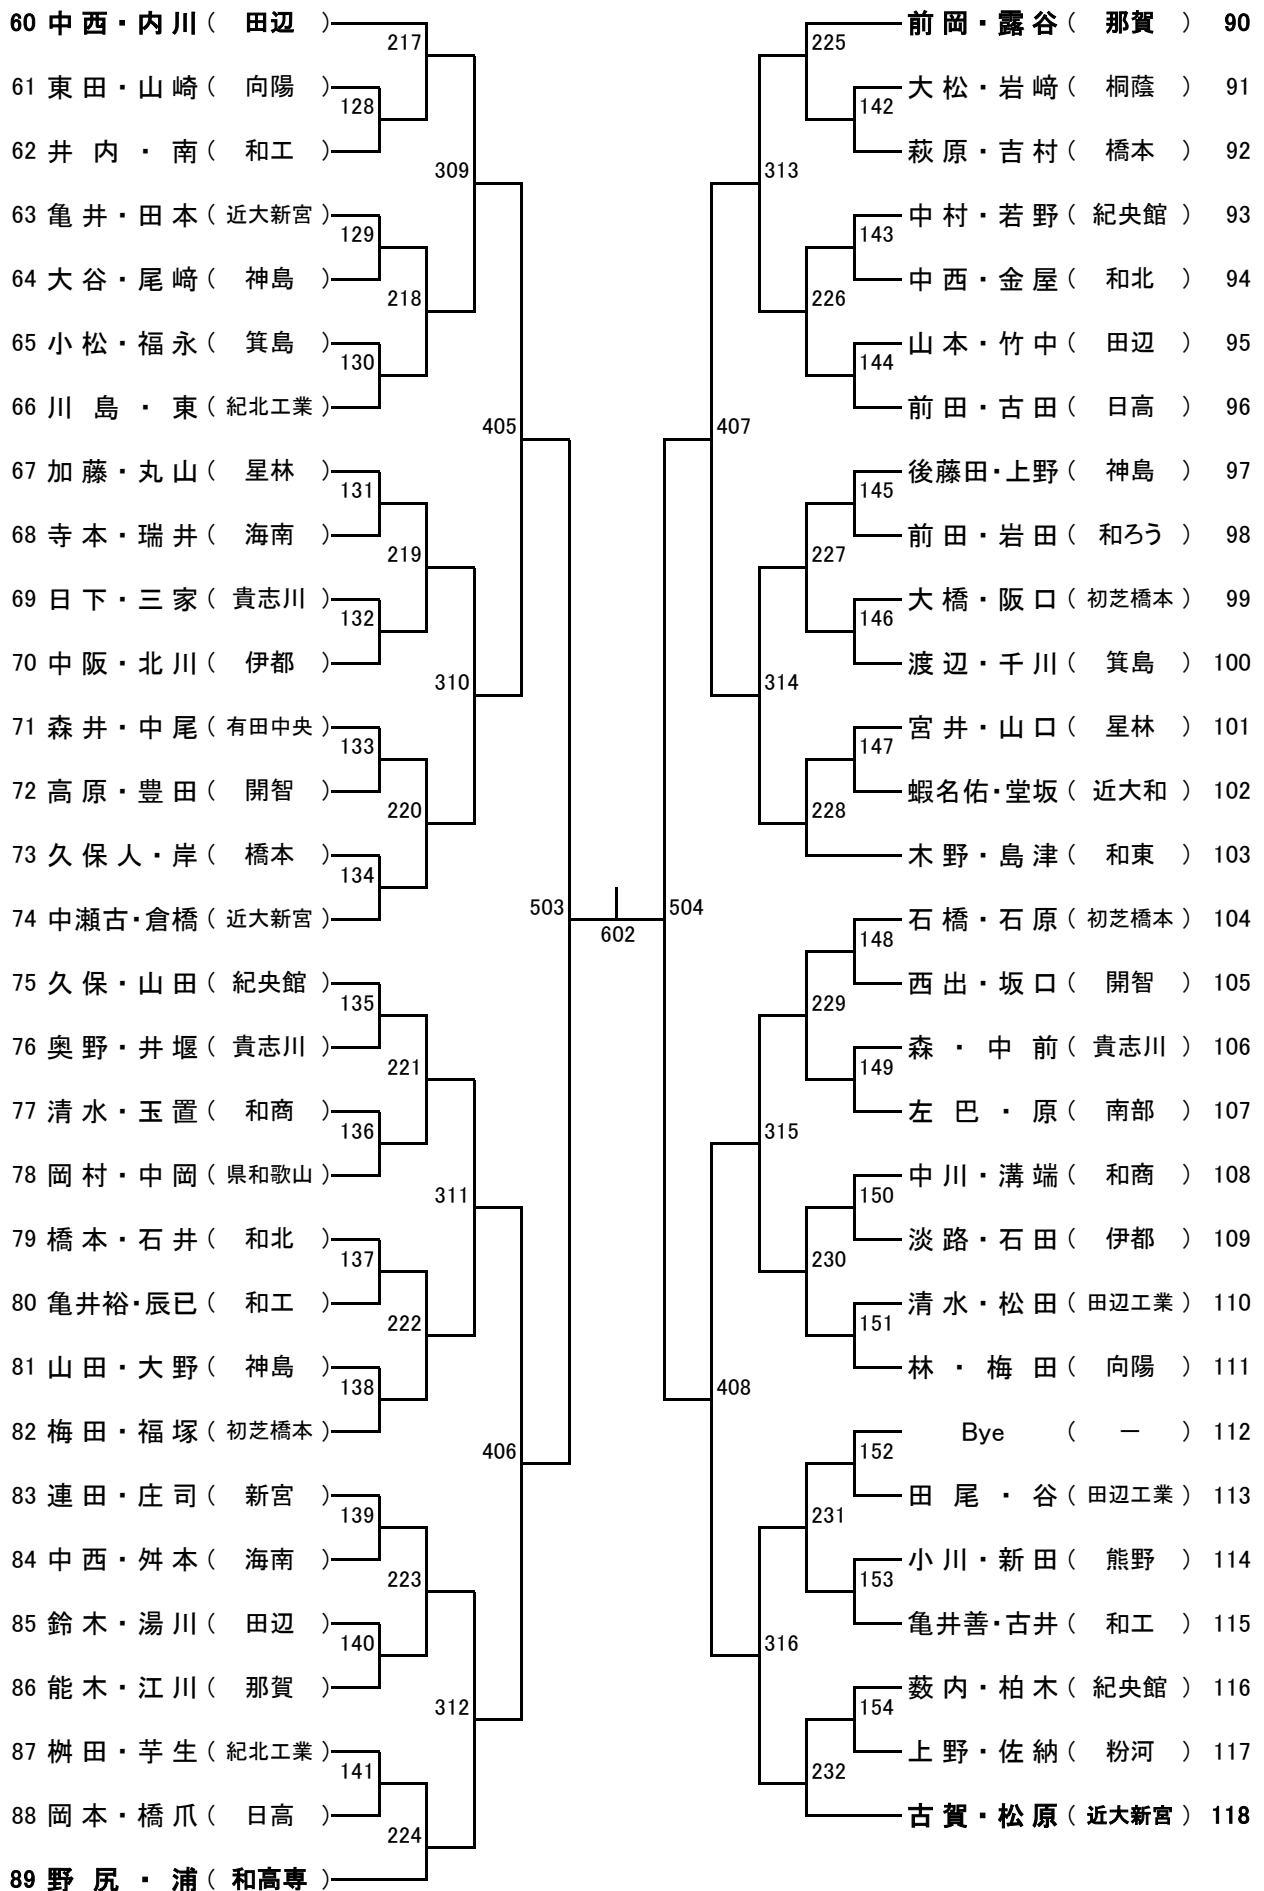 60 中西・内川 ( 田辺 )
217
61 東田・山崎 ( 向陽 )
128
62 井内・南 ( 和工 )
309
63 亀井・田本 ( 近大新宮 )
129
64 大谷・尾﨑 ( 神島 )
218
65 小松・福永 ( 箕島 )
130
66 川島・東 ( 紀北工業 )
405
67 加藤・丸山 ( 星林 )
131
68 寺本・瑞井 ( 海南 )
219
69 日下・三家 ( 貴志川 )
132
70 中阪・北川 ( 伊都 )
310
71 森井・中尾 ( 有田中央 )
133
72 高原・豊田 ( 開智 )
220
73 久保人・岸 ( 橋本 )
134
74 中瀬古・倉橋 ( 近大新宮 )
503
75 久保・山田 ( 紀央館 )
135
76 奥野・井堰 ( 貴志川 )
221
77 清水・玉置 ( 和商 )
136
78 岡村・中岡 ( 県和歌山 )
311
79 橋本・石井 ( 和北 )
137
80 亀井裕・辰已 ( 和工 )
222
81 山田・大野 ( 神島 )
138
82 梅田・福塚 ( 初芝橋本 )
406
83 連田・庄司 ( 新宮 )
139
84 中西・舛本 ( 海南 )
223
85 鈴木・湯川 ( 田辺 )
140
86 能木・江川 ( 那賀 )
312
87 桝田・芋生 ( 紀北工業 )
141
88 岡本・橋爪 ( 日高 )
224
89 野尻・浦 ( 和高専 )
602
前岡・露谷 ( 那賀 ) 90
225
大松・岩﨑 ( 桐蔭 ) 91
142
萩原・吉村 ( 橋本 ) 92
313
中村・若野 ( 紀央館 ) 93
143
中西・金屋 ( 和北 ) 94
226
山本・竹中 ( 田辺 ) 95
144
前田・古田 ( 日高 ) 96
407
後藤田・上野 ( 神島 ) 97
145
前田・岩田 ( 和ろう ) 98
227
大橋・阪口 ( 初芝橋本 ) 99
146
渡辺・千川 ( 箕島 ) 100
314
宮井・山口 ( 星林 ) 101
147
蝦名佑・堂坂 ( 近大和 ) 102
228
木野・島津 ( 和東 ) 103
504
石橋・石原 ( 初芝橋本 ) 104
148
西出・坂口 ( 開智 ) 105
229
森・中前 ( 貴志川 ) 106
149
左巴・原 ( 南部 ) 107
315
中川・溝端 ( 和商 ) 108
150
淡路・石田 ( 伊都 ) 109
230
清水・松田 ( 田辺工業 ) 110
151
林・梅田 ( 向陽 ) 111
408
Bye ( － ) 112
152
田尾・谷 ( 田辺工業 ) 113
231
小川・新田 ( 熊野 ) 114
153
亀井善・古井 ( 和工 ) 115
316
薮内・柏木 ( 紀央館 ) 116
154
上野・佐納 ( 粉河 ) 117
232
古賀・松原 ( 近大新宮 ) 118